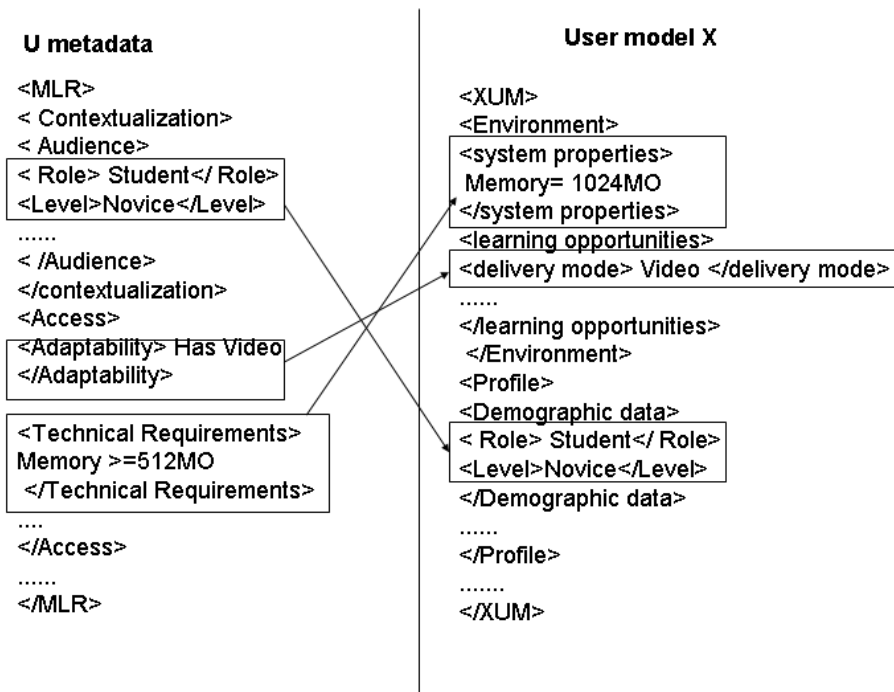 U metadata
<MLR>
< Contextualization>
< Audience>
< Role> Student</ Role>
<Level>Novice</Level>
......
< /Audience>
</contextualization>
<Access>
<Adaptability> Has Video
</Adaptability>
<Technical Requirements>
Memory >=512MO
</Technical Requirements>
....
</Access>
......
</MLR>
User model X
<XUM>
<Environment>
<system properties>
Memory= 1024MO
</system properties>
<learning opportunities>
<delivery mode> Video </delivery mode>
......
</learning opportunities>
</Environment>
<Profile>
<Demographic data>
< Role> Student</ Role>
<Level>Novice</Level>
</Demographic data>
......
</Profile>
.......
</XUM>